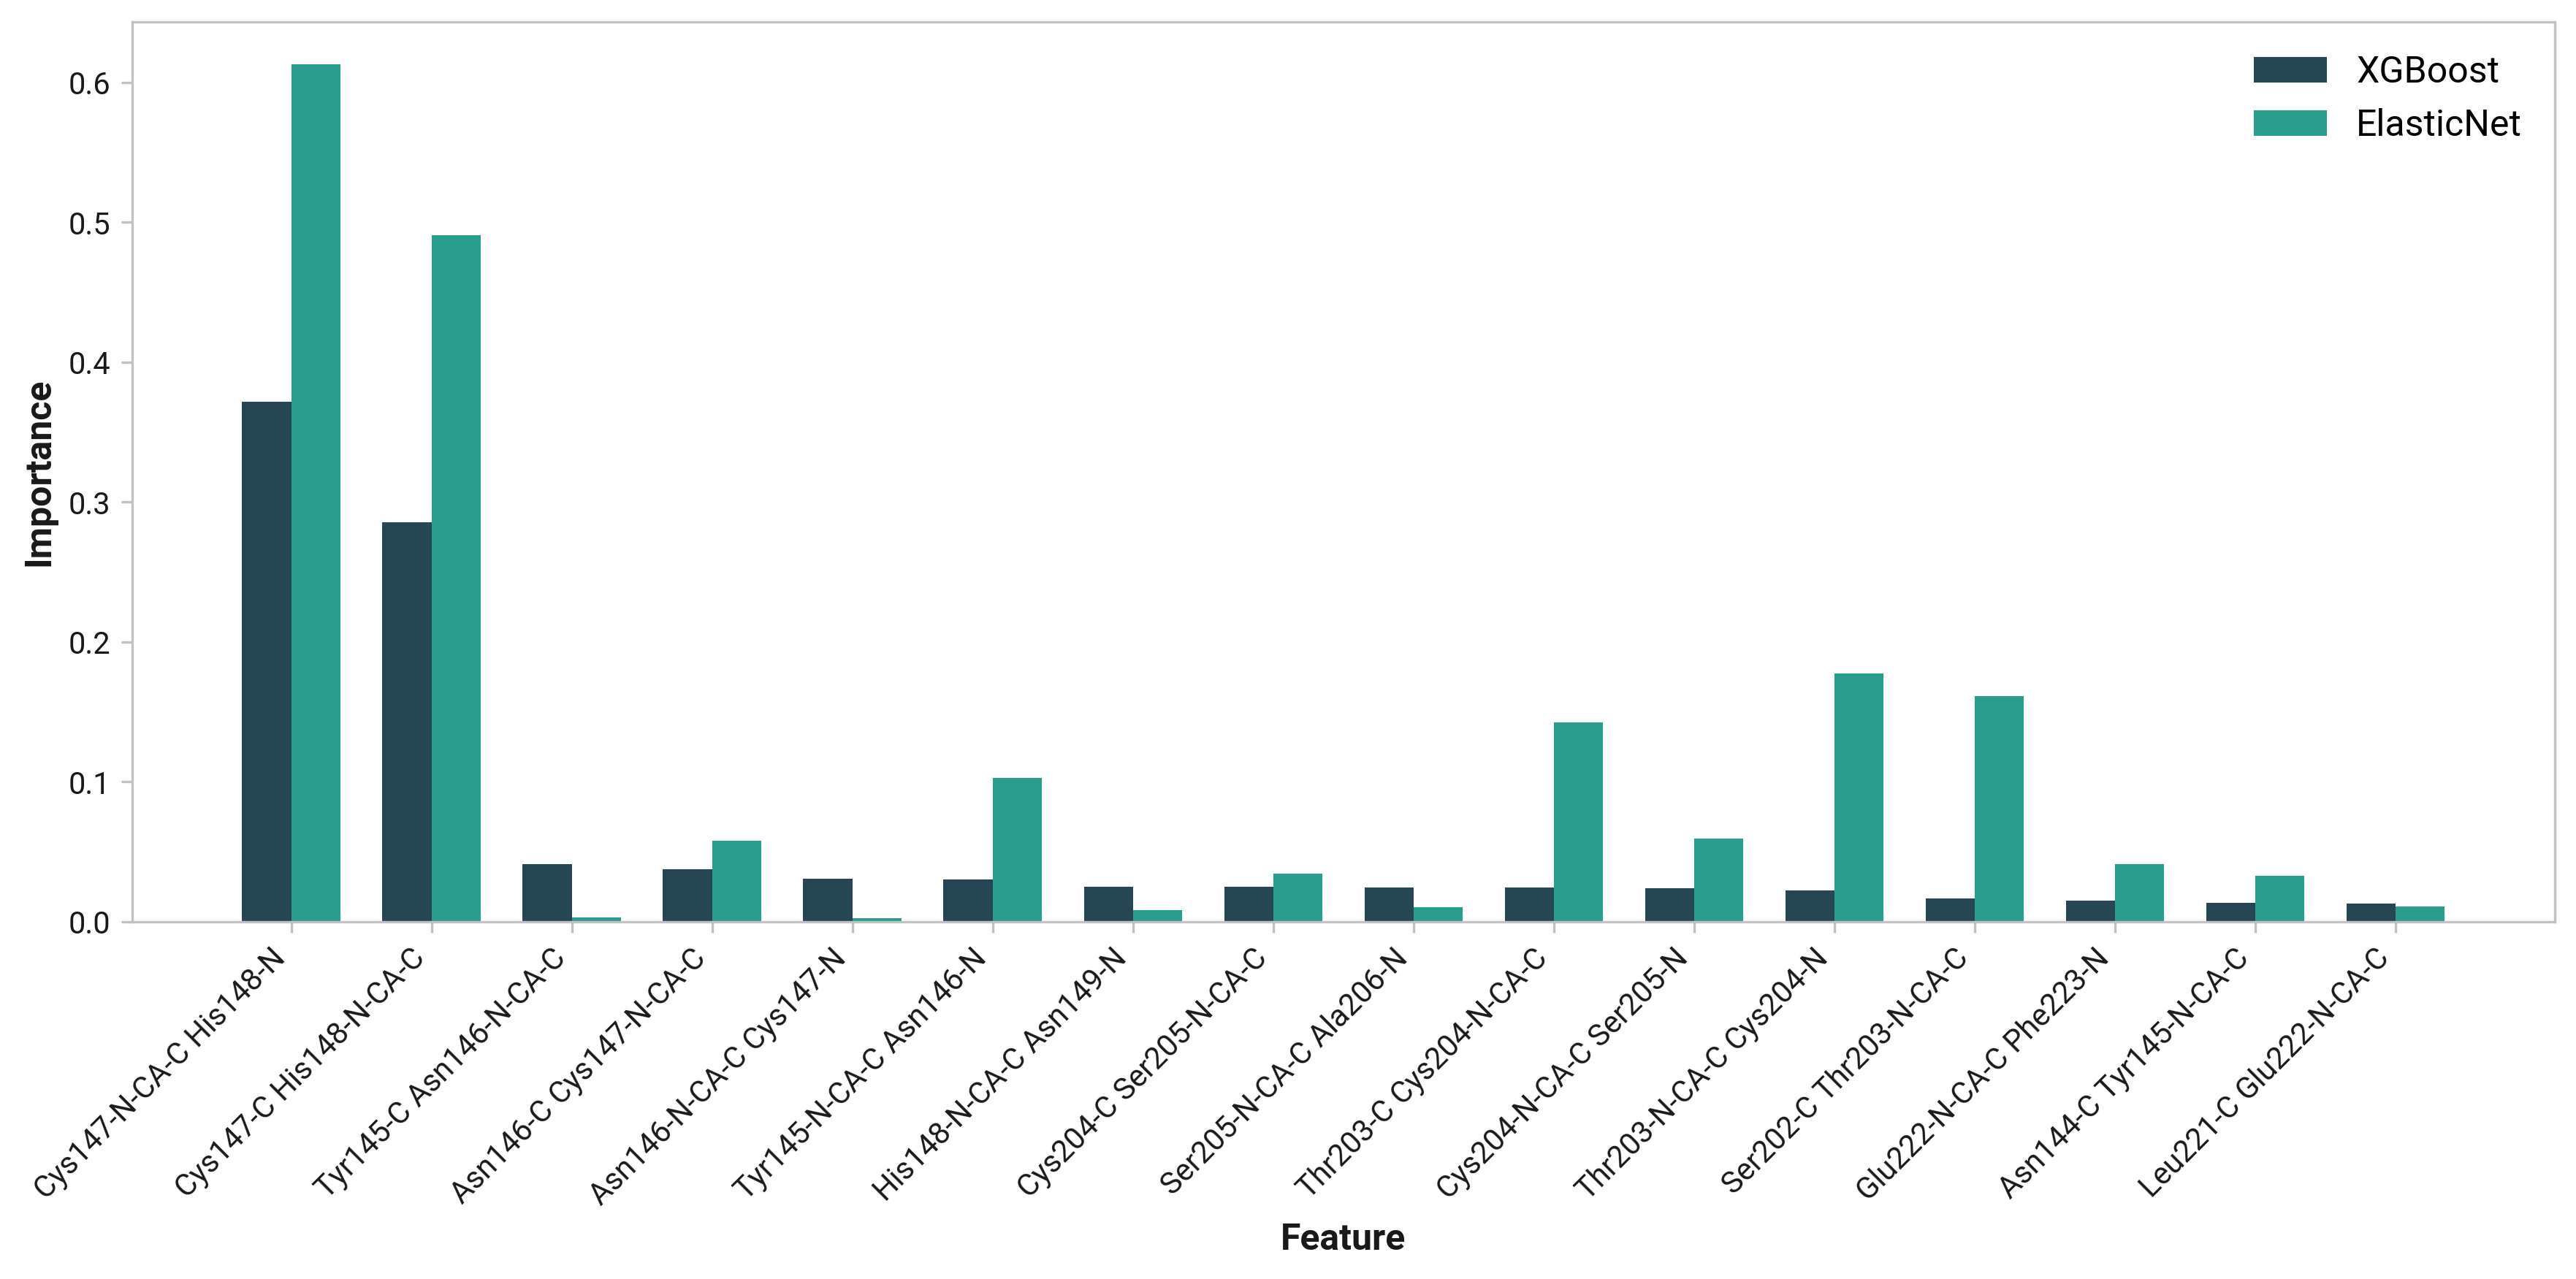 XGBoost
ElasticNet
Importance
0.6
0.5
0.4
0.3
0.2
0.1
0.0
Cys147-N-CA-C His148-N
Cys147-C His148-N-CA-C
Tyr145-C Asn146-N-CA-C
Asn146-C Cys147-N-CA-C
Asn146-N-CA-C Cys147-N
Tyr145-N-CA-C Asn146-N
His148-N-CA-C Asn149-N
Cys204-C Ser205-N-CA-C
Ser205-N-CA-C Ala206-N
Thr203-C Cys204-N-CA-C
Cys204-N-CA-C Ser205-N
Thr203-N-CA-C Cys204-N
Ser202-C Thr203-N-CA-C
Glu222-N-CA-C Phe223-N
Asn144-C Tyr145-N-CA-C
Leu221-C Glu222-N-CA-C
Feature